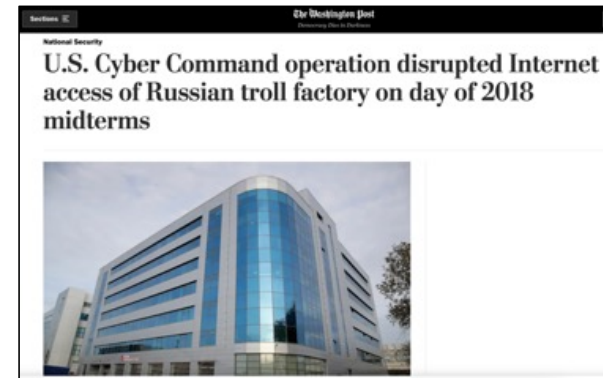 Sections
The Washington Post
Democracy Dies in Darkness
National Security
U.S. Cyber Command operation disrupted Internet
access of Russian troll factory on day of 2018
midterms